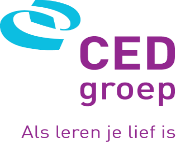 CED
groep
Als leren je lief is